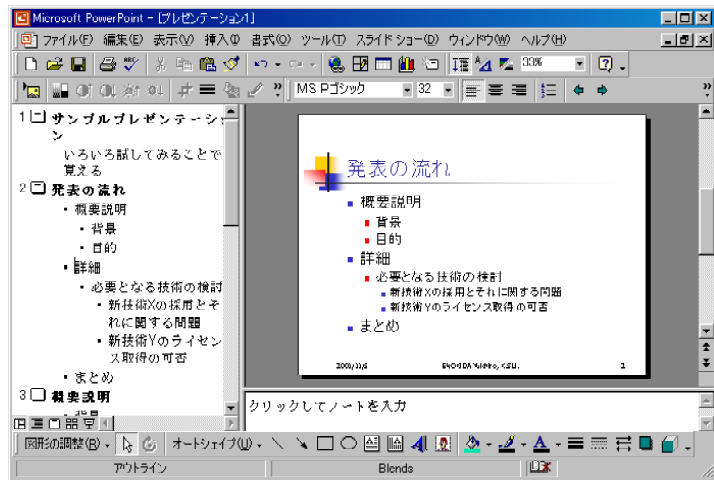 Microsoft PowerPoint - [プレゼンテーション1]
ファイル(F) 編集(E) 表示(V) 挿入(I) 書式(O) ツール(T) スライド ショー(D) ウィンドウ(W) ヘルプ(H)
33%
MS Pゴシック 32
1 サンプルプレゼンテーション
ン
いろいろ試してみることで
覚える
2 発表の流れ
・概要説明
・背景
・目的
・詳細
・必要となる技術の検討
・新技術Xの採用とそ
れに関する問題
・新技術Yのライセン
ス取得の可否
・まとめ
3 概要説明
・背景
発表の流れ
概要説明
背景
目的
詳細
必要となる技術の検討
新技術Xの採用とそれに関する問題
新技術Yのライセンス取得の可否
まとめ
2
クリックしてノートを入力
図形の調整(R) オートシェイプ(U)
アウトライン Blends